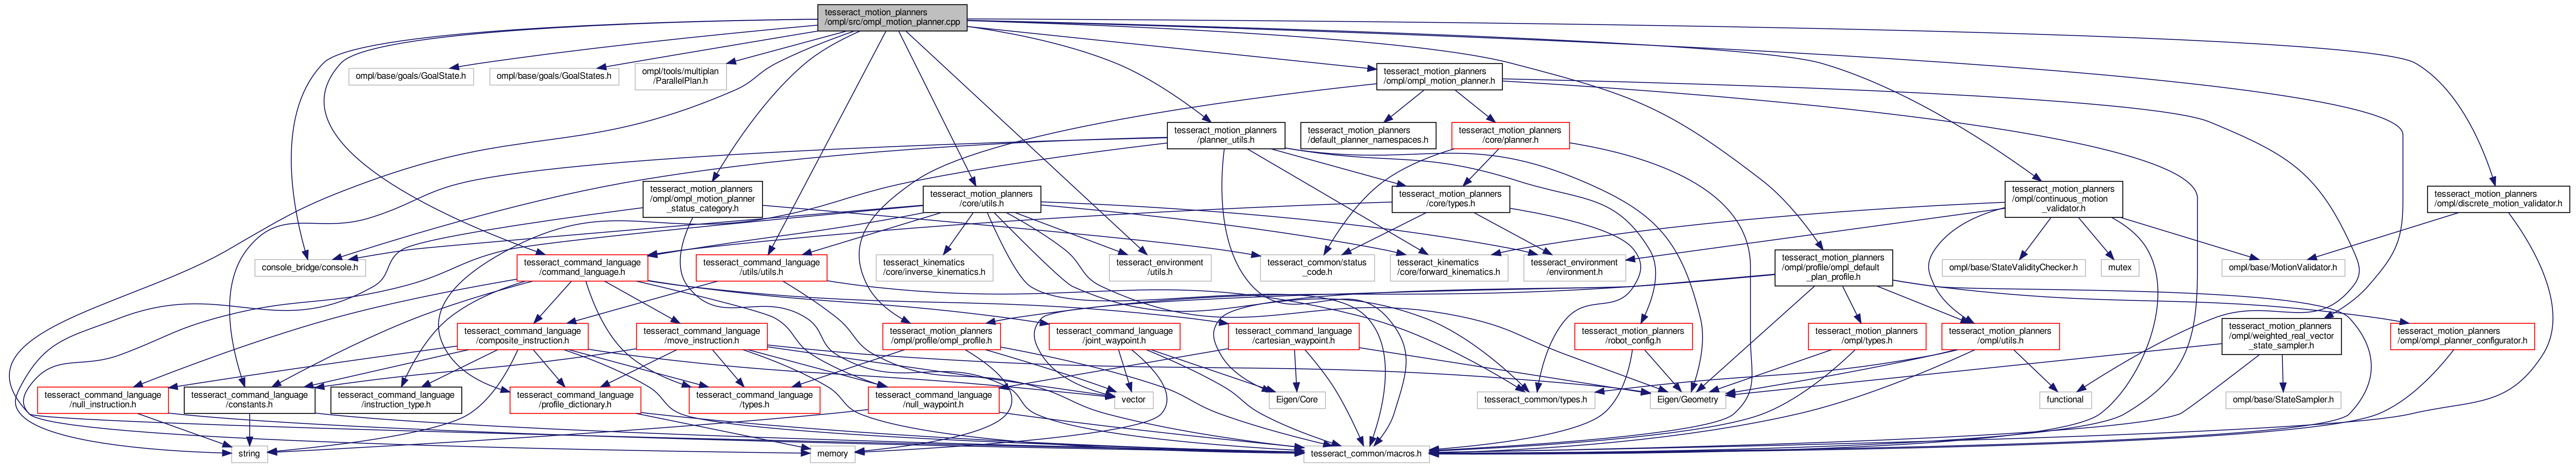 tesseract_motion_planners
/ompl/src/ompl_motion_planner.cpp
ompl/base/goals/GoalState.h
ompl/base/goals/GoalStates.h
ompl/tools/multiplan
/ParallelPlan.h
tesseract_motion_planners
/ompl/ompl_motion_planner.h
tesseract_motion_planners
/planner_utils.h
tesseract_motion_planners
/default_planner_namespaces.h
tesseract_motion_planners
/core/planner.h
tesseract_motion_planners
/ompl/ompl_motion_planner
_status_category.h
tesseract_motion_planners
/core/utils.h
tesseract_motion_planners
/core/types.h
tesseract_motion_planners
/ompl/continuous_motion
_validator.h
tesseract_motion_planners
/ompl/discrete_motion_validator.h
console_bridge/console.h
tesseract_command_language
/command_language.h
tesseract_command_language
/utils/utils.h
tesseract_kinematics
/core/inverse_kinematics.h
tesseract_environment
/utils.h
tesseract_common/status
_code.h
tesseract_kinematics
/core/forward_kinematics.h
tesseract_environment
/environment.h
tesseract_motion_planners
/ompl/profile/ompl_default
_plan_profile.h
ompl/base/StateValidityChecker.h
mutex
ompl/base/MotionValidator.h
tesseract_command_language
/composite_instruction.h
tesseract_command_language
/move_instruction.h
tesseract_motion_planners
/ompl/profile/ompl_profile.h
tesseract_command_language
/joint_waypoint.h
tesseract_command_language
/cartesian_waypoint.h
tesseract_motion_planners
/robot_config.h
tesseract_motion_planners
/ompl/types.h
tesseract_motion_planners
/ompl/utils.h
tesseract_motion_planners
/ompl/weighted_real_vector
_state_sampler.h
tesseract_motion_planners
/ompl/ompl_planner_configurator.h
tesseract_command_language
/null_instruction.h
tesseract_command_language
/constants.h
tesseract_command_language
/instruction_type.h
tesseract_command_language
/profile_dictionary.h
tesseract_command_language
/types.h
tesseract_command_language
/null_waypoint.h
vector
Eigen/Core
tesseract_common/types.h
Eigen/Geometry
functional
ompl/base/StateSampler.h
string
memory
tesseract_common/macros.h